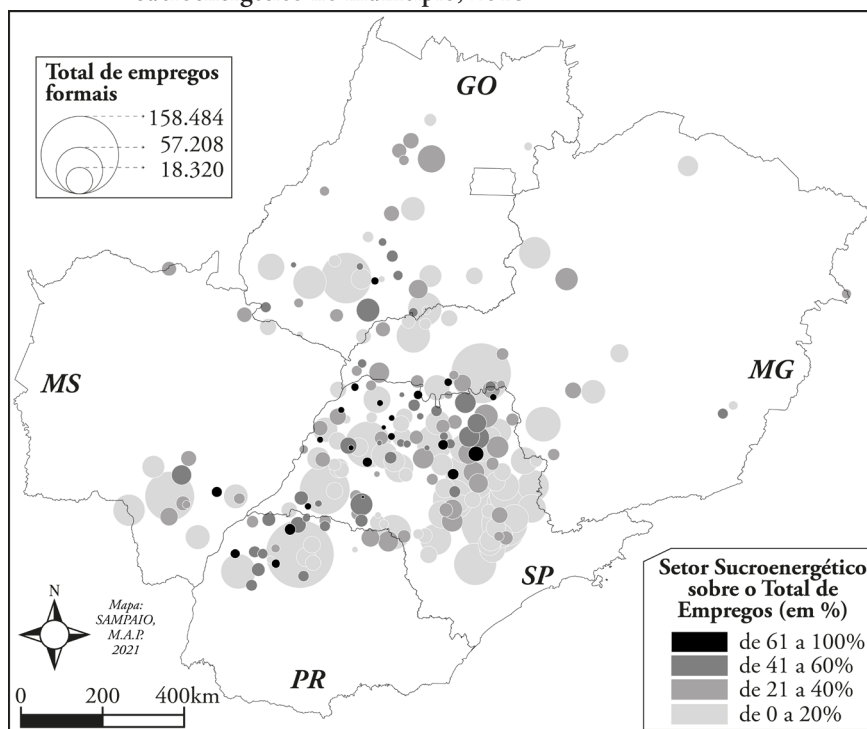 Total de empregos
formais
158.484
57.208
18.320
GO
MS
MG
SP
PR
N
Mapa:
SAMPAIO,
M.A.P.
2021
0 200 400km
Setor Sucroenergético
sobre o Total de
Empregos (em %)
de 61 a 100%
de 41 a 60%
de 21 a 40%
de 0 a 20%